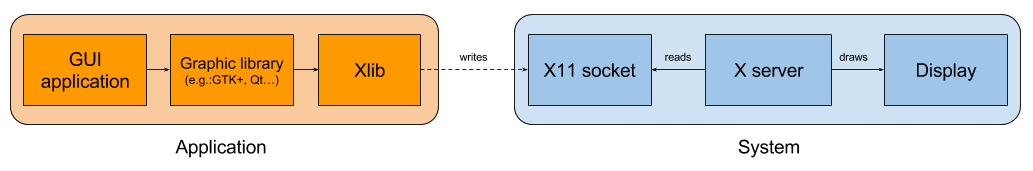 GUI
application
Graphic library
(e.g.:GTK+, Qt...)
Xlib
writes
X11 socket
reads
X server
draws
Display
Application
System